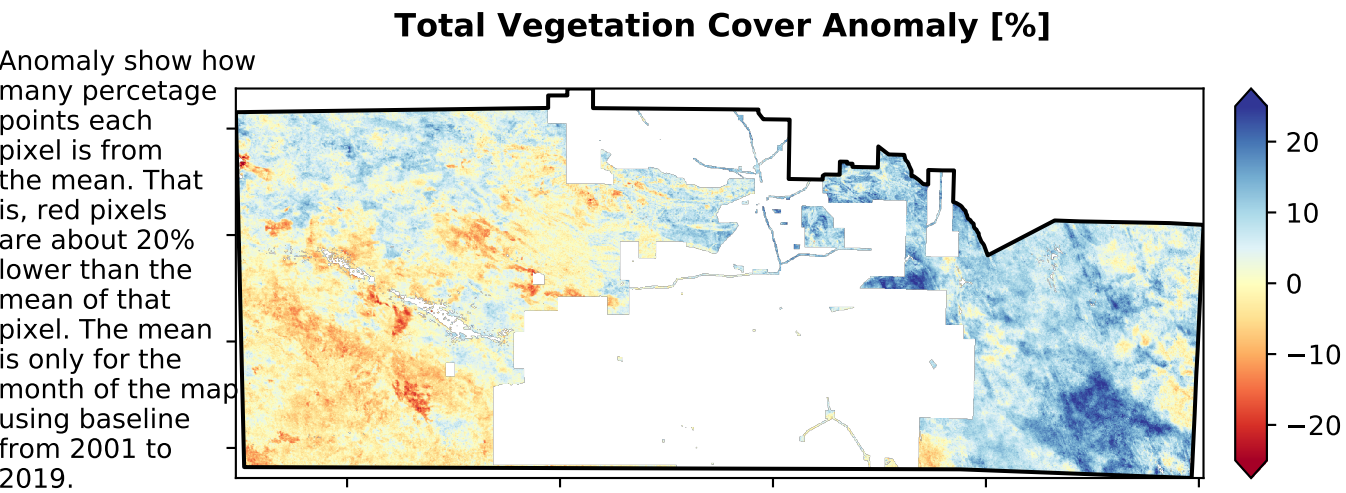 Total Vegetation Cover Anomaly [%]
Anomaly show how
many percetage
points each
pixel is from
the mean. That
is, red pixels
are about 20%
lower than the
mean of that
pixel. The mean
is only for the
month of the map
using baseline
from 2001 to
2019.
20
10
0
−10
−20